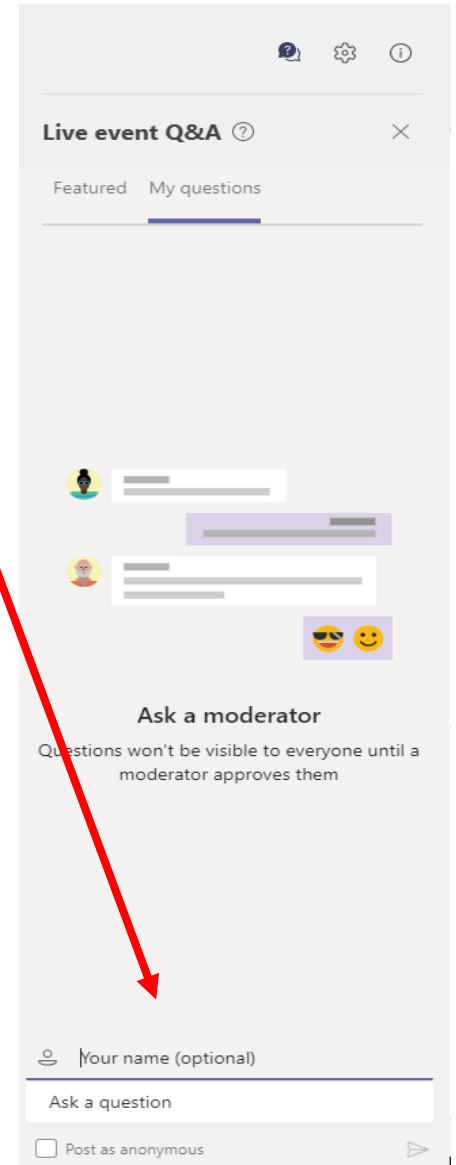 Live event Q&A
Featured My questions
Ask a moderator
Questions won't be visible to everyone until a
moderator approves them
Your name (optional)
Ask a question
Post as anonymous